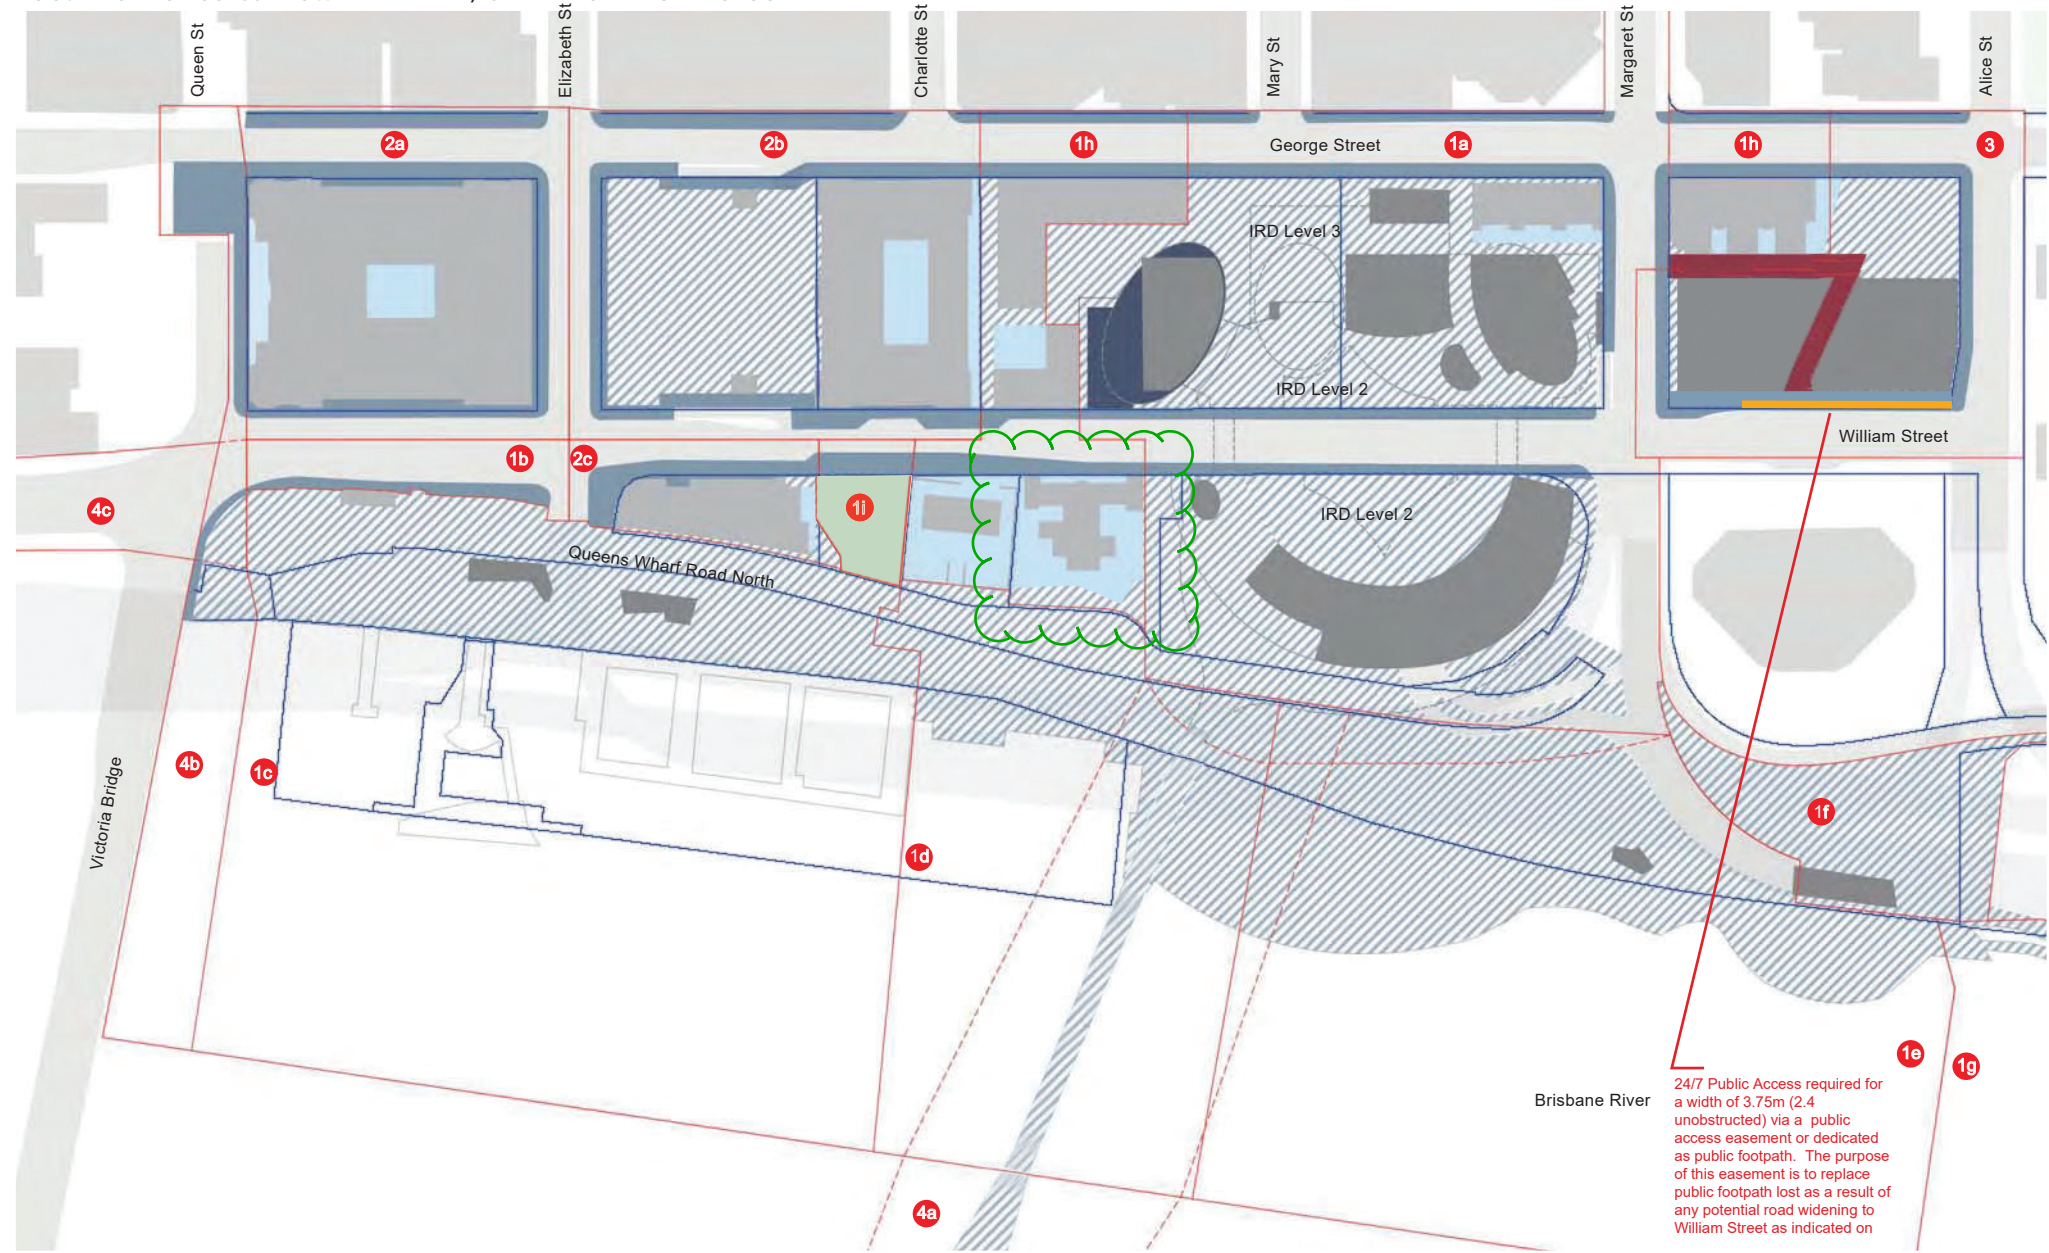 Queen St
Elizabeth St
Charlotte St
Mary St
Margaret St
Alice St
2a
2b
1h
George Street
1a
1h
3
IRD Level 3
IRD Level 2
7
William Street
1b
2c
4c
1i
IRD Level 2
Queens Wharf Road North
4b
1c
Victoria Bridge
1d
1f
1e
1g
Brisbane River
24/7 Public Access required for
a width of 3.75m (2.4
unobstructed) via a public
access easement or dedicated
as public footpath. The purpose
of this easement is to replace
public footpath lost as a result of
any potential road widening to
William Street as indicated on
4a